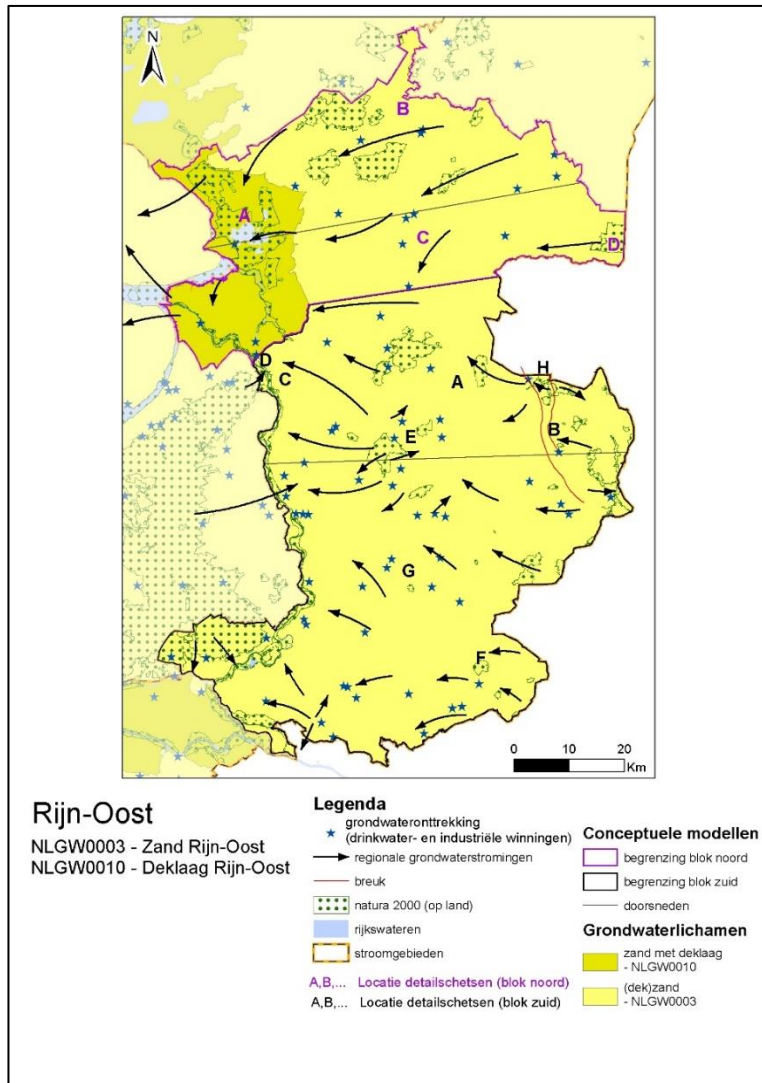 N
B
A
C
D
D
C
A
H
B
E
G
F
0 10 20
Km
Rijn-Oost
NLGW0003 - Zand Rijn-Oost
NLGW0010 - Deklaag Rijn-Oost
Legenda
grondwateronttrekking
(drinkwater- en industriële winningen)
regionale grondwaterstromingen
breuk
natura 2000 (op land)
rijkswateren
stroomgebieden
A,B,... Locatie detailschetsen (blok noord)
A,B,... Locatie detailschetsen (blok zuid)
Conceptuele modellen
begrenzing blok noord
begrenzing blok zuid
doorsneden
Grondwaterlichamen
zand met deklaag
- NLGW0010
(dek)zand
- NLGW0003